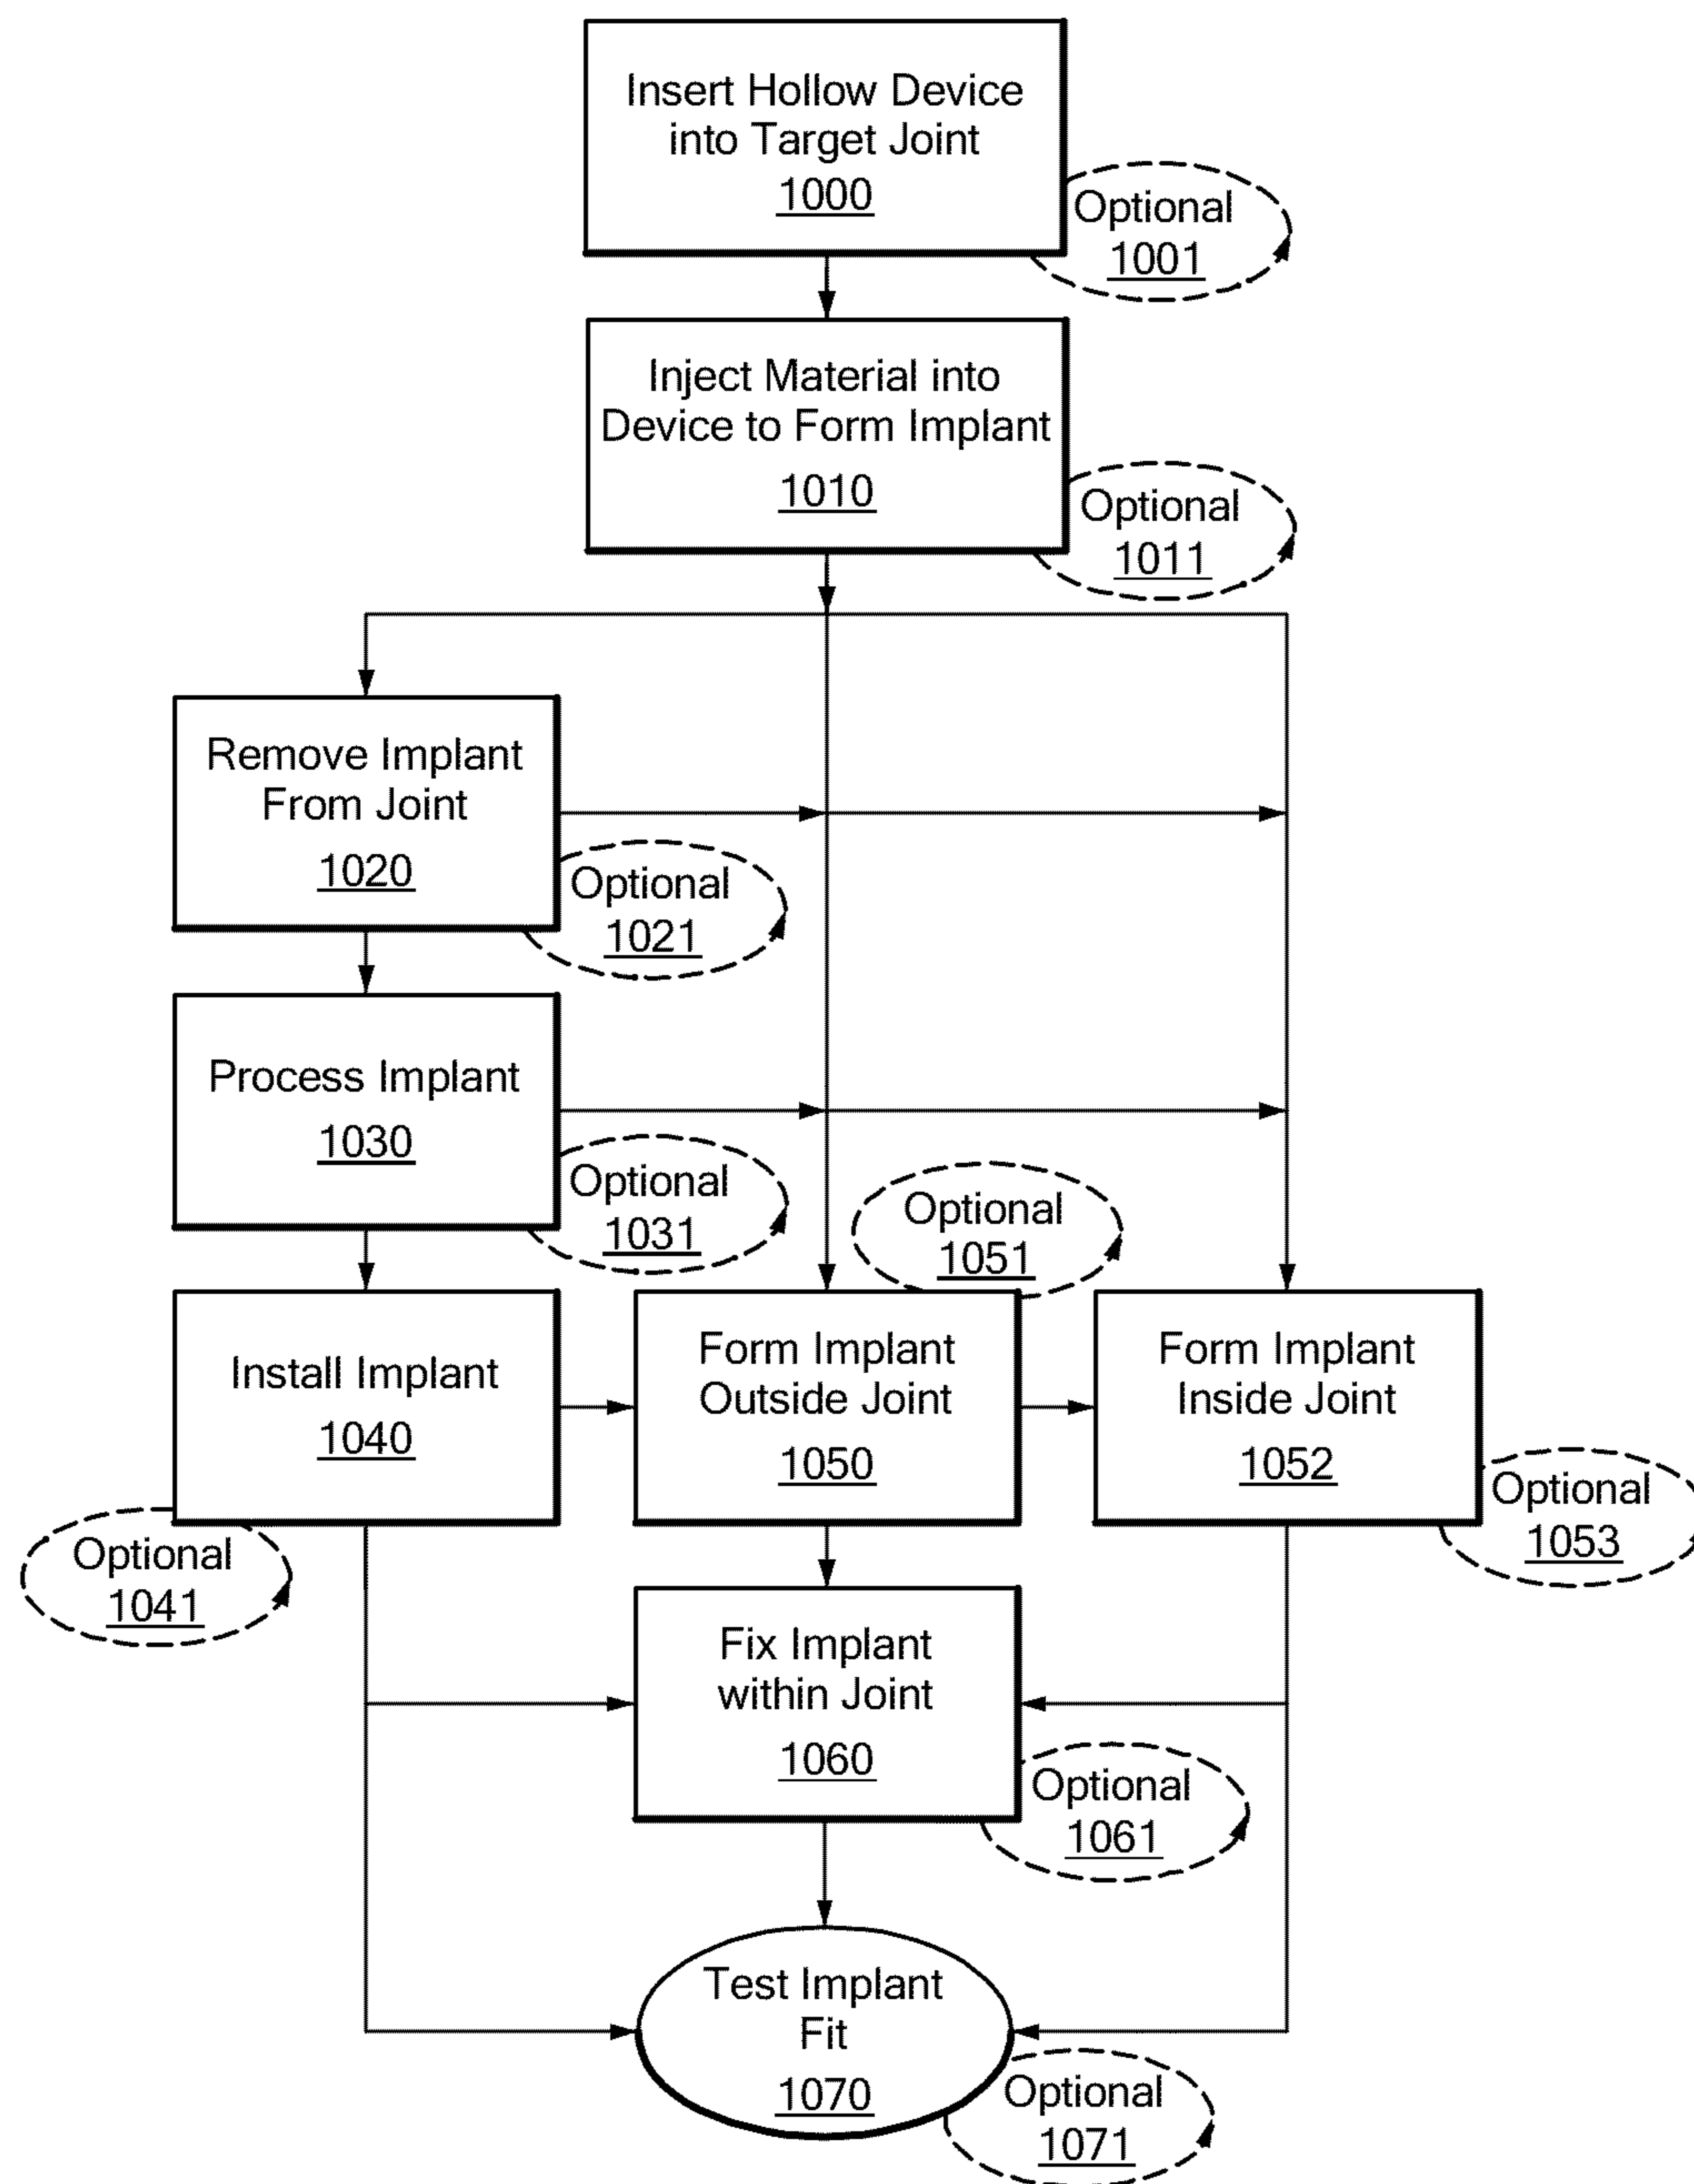 Insert Hollow Device
into Target Joint
1000
Optional
1001
Inject Material into
Device to Form Implant
1010
Optional
1011
Remove Implant
From Joint
1020
Optional
1021
Process Implant
1030
Optional
1031
Optional
1051
Install Implant
1040
Optional
1041
Form Implant
Outside Joint
1050
Form Implant
Inside Joint
1052
Optional
1053
Fix Implant
within Joint
1060
Optional
1061
Test Implant
Fit
1070
Optional
1071